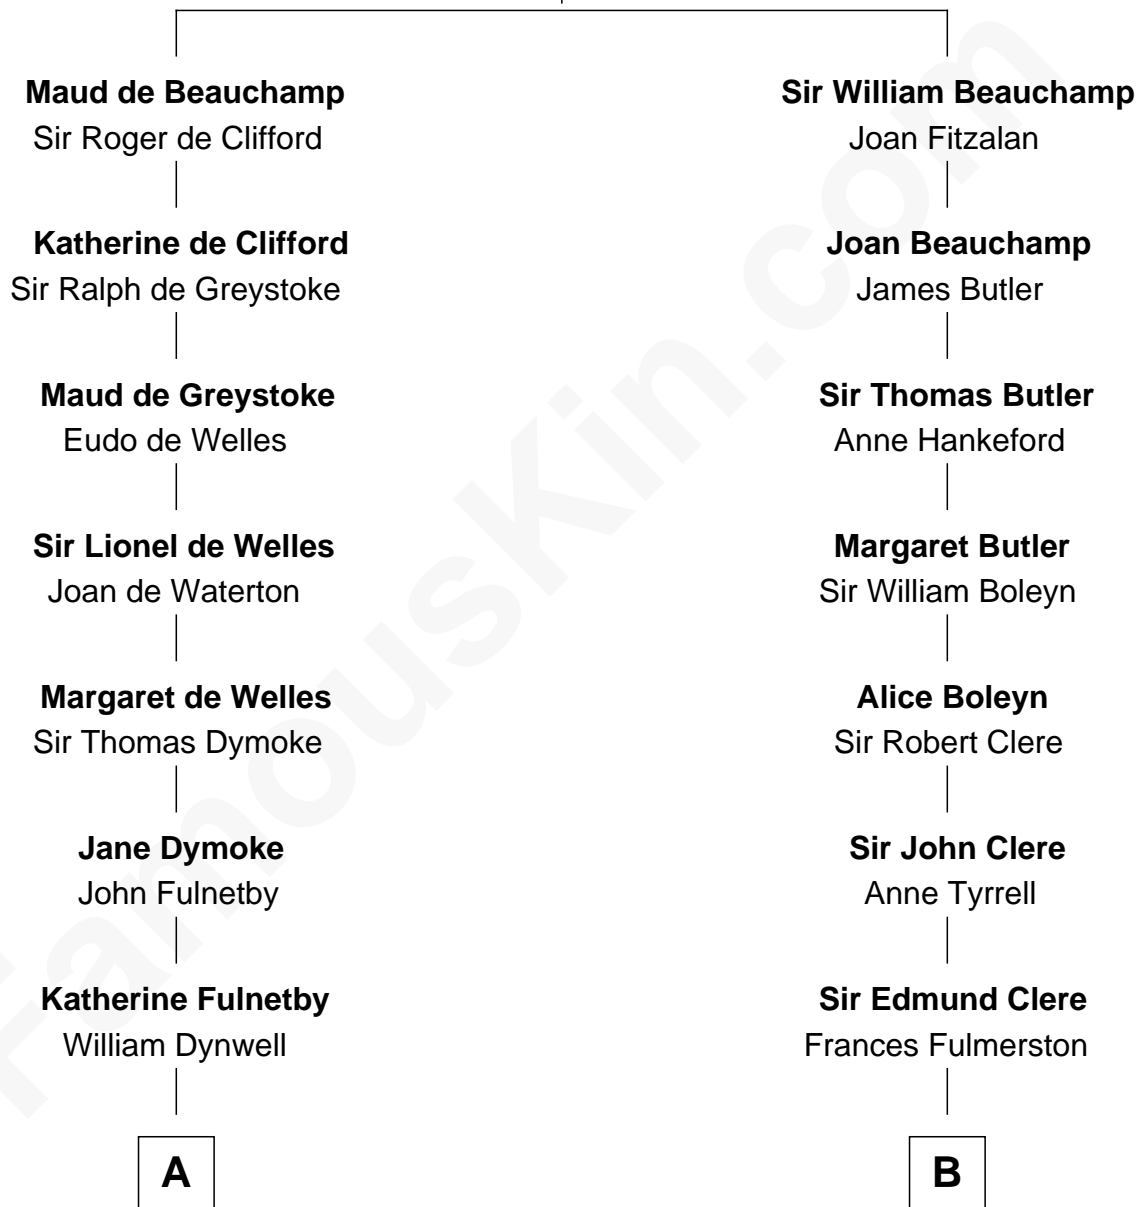 Maud de Beauchamp
Sir Roger de Clifford
Katherine de Clifford
Sir Ralph de Greystoke
Maud de Greystoke
Eudo de Welles
Sir Lionel de Welles
Joan de Waterton
Margaret de Welles
Sir Thomas Dymoke
Jane Dymoke
John Fulnetby
Katherine Fulnetby
William Dynwell
A
Sir William Beauchamp
Joan Fitzalan
Joan Beauchamp
James Butler
Sir Thomas Butler
Anne Hankeford
Margaret Butler
Sir William Boleyn
Alice Boleyn
Sir Robert Clere
Sir John Clere
Anne Tyrrell
Sir Edmund Clere
Frances Fulmerston
B
FamousKin.com